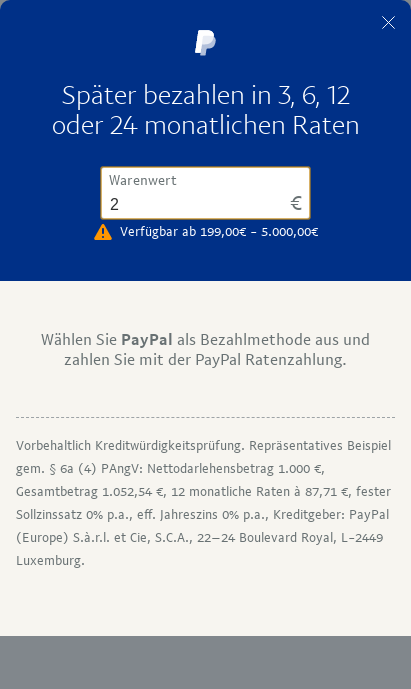 Später bezahlen in 3, 6, 12
oder 24 monatlichen Raten
Warenwert
2 €
Verfügbar ab 199,00€ - 5.000,00€
Wählen Sie PayPal als Bezahlmethode aus und
zahlen Sie mit der PayPal Ratenzahlung.
Vorbehaltlich Kreditwürdigkeitsprüfung. Repräsentatives Beispiel
gem. § 6a (4) PAngV: Nettodarlehensbetrag 1.000 €,
Gesamtbetrag 1.052,54 €, 12 monatliche Raten à 87,71 €, fester
Sollzinssatz 0% p.a., eff. Jahreszins 0% p.a., Kreditgeber: PayPal
(Europe) S.à.r.l. et Cie, S.C.A., 22–24 Boulevard Royal, L-2449
Luxemburg.